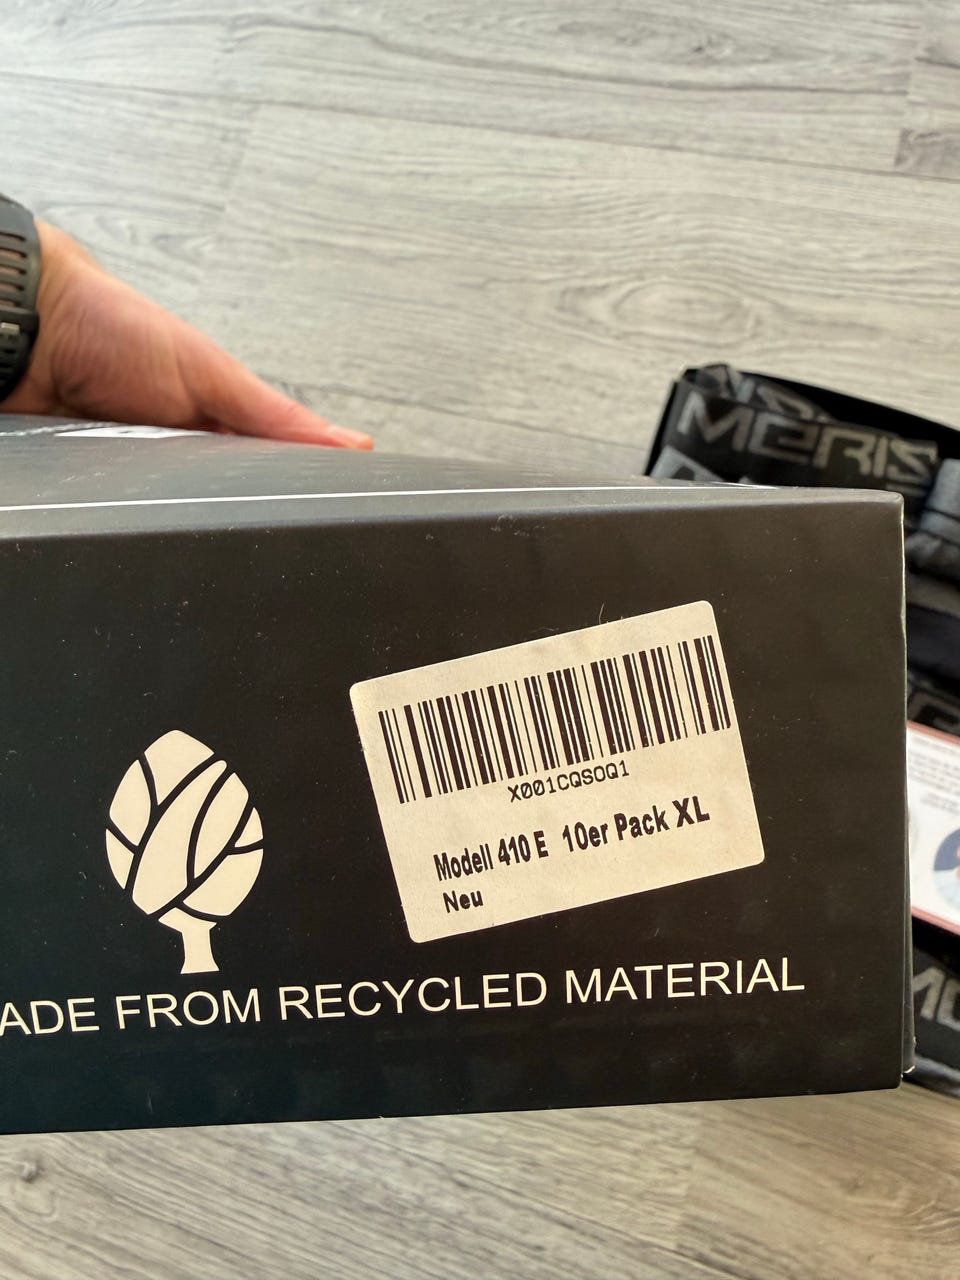 MERIS
X001CQSOQ1
Modell 410 E 10er Pack XL
Neu
ADE FROM RECYCLED MATERIAL